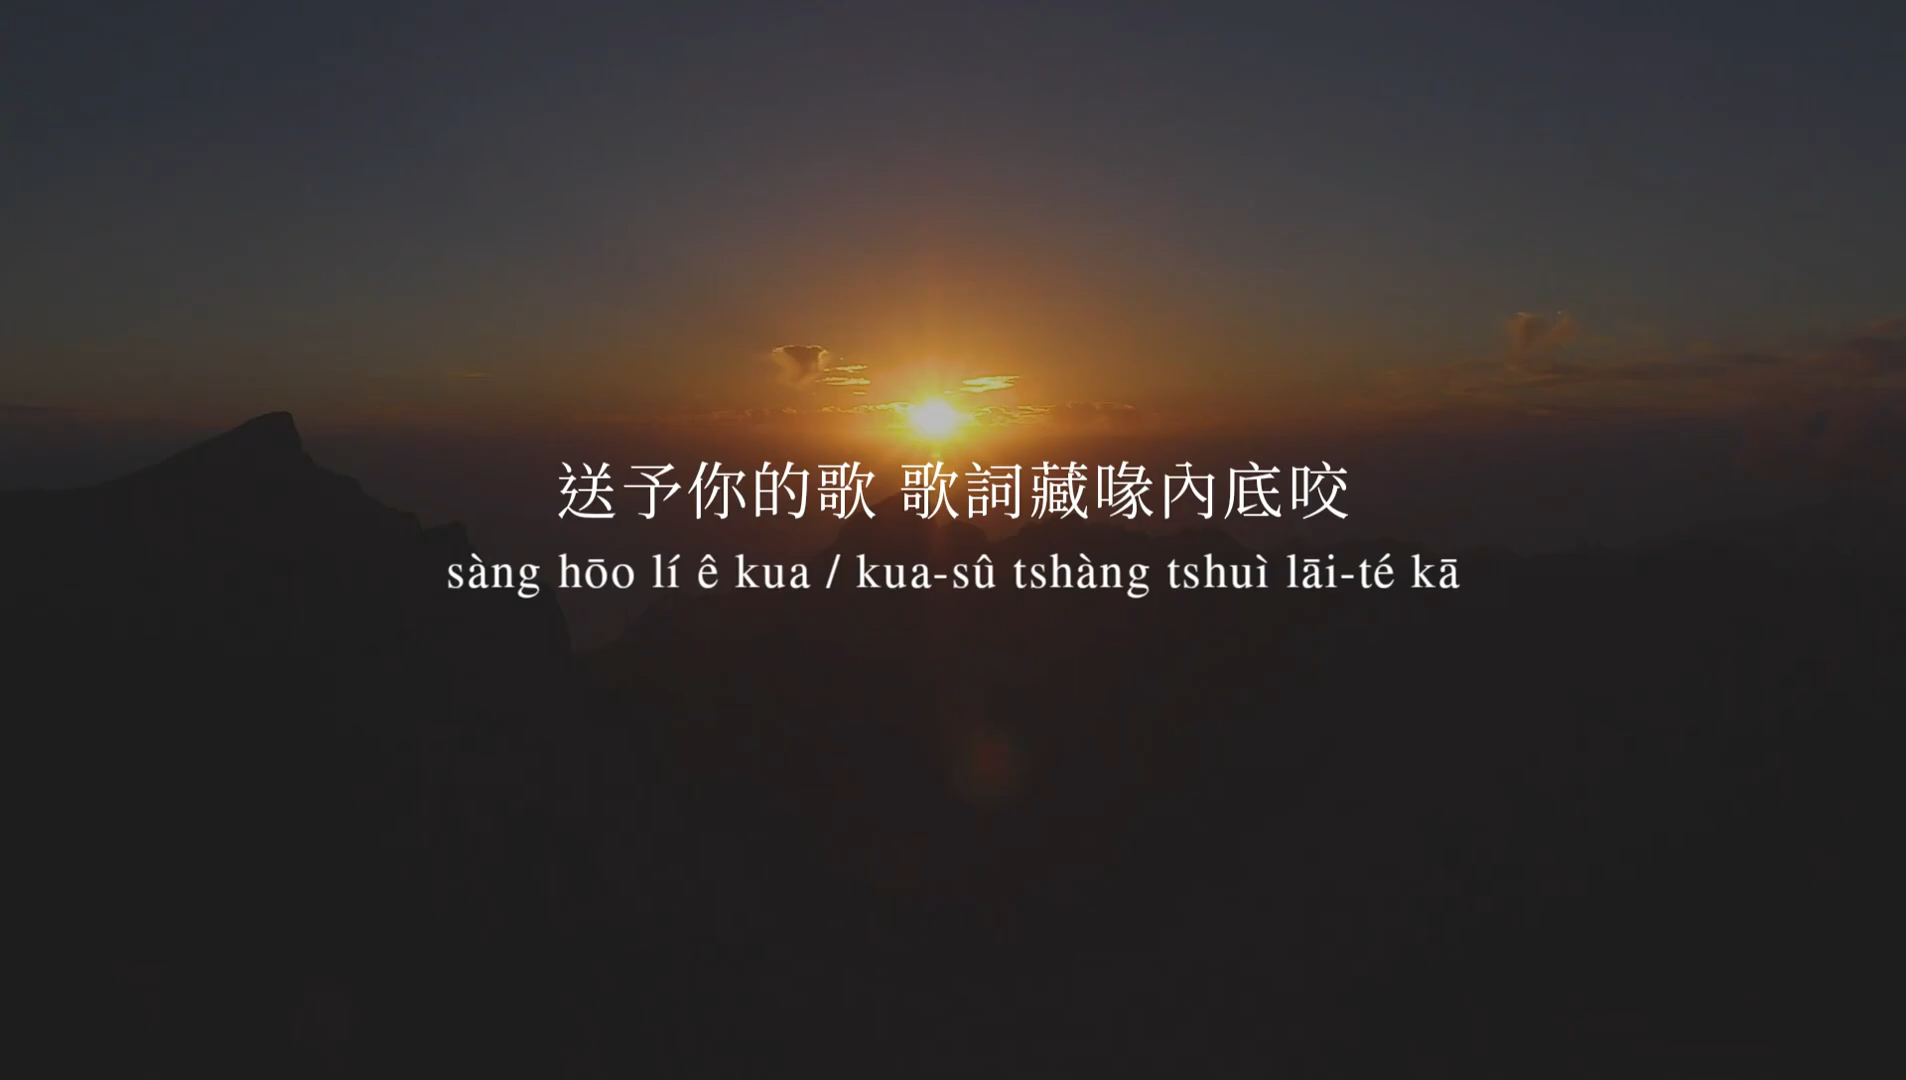 送予你的歌 歌詞藏喙內底咬
sàng hōo lí ê kua / kua-sû tshàng tshuì lāi-té kā